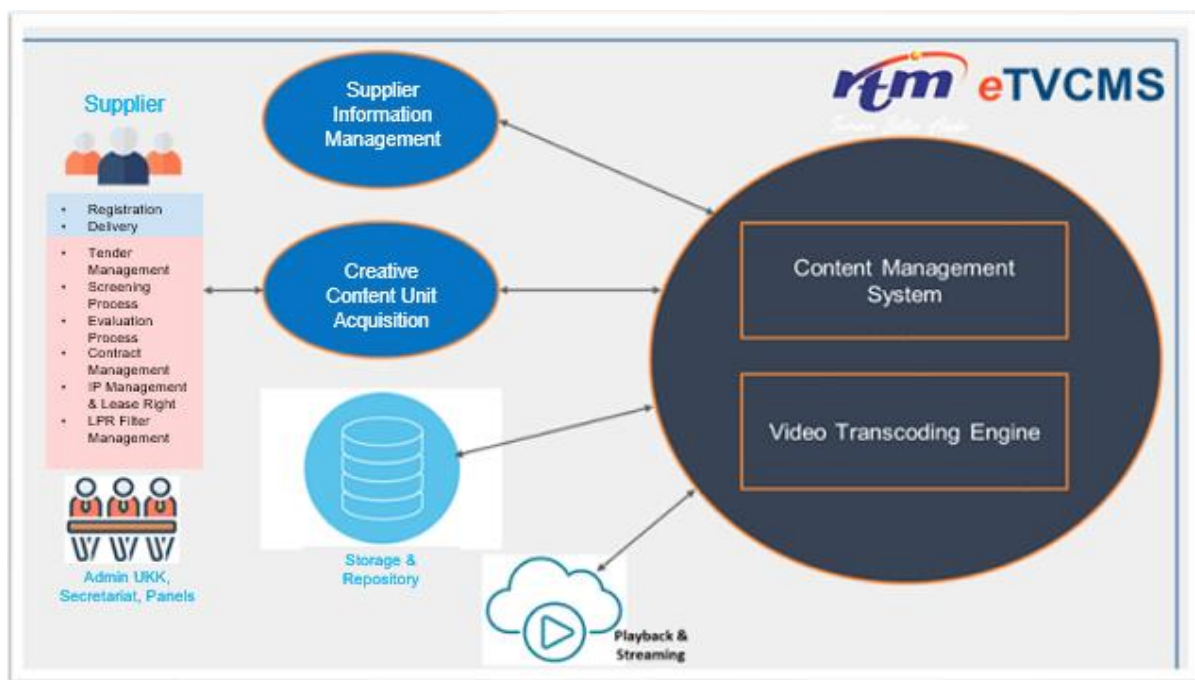 rtm eTVCMS
Supplier
• Registration
• Delivery
• Tender
Management
• Screening
Process
• Evaluation
Process
• Contract
Management
• IP Management
& Lease Right
• LPR Filter
Management
Admin UKK,
Secretariat, Panels
Supplier
Information
Management
Creative
Content Unit
Acquisition
Storage &
Repository
Playback &
Streaming
Content Management
System
Video Transcoding Engine